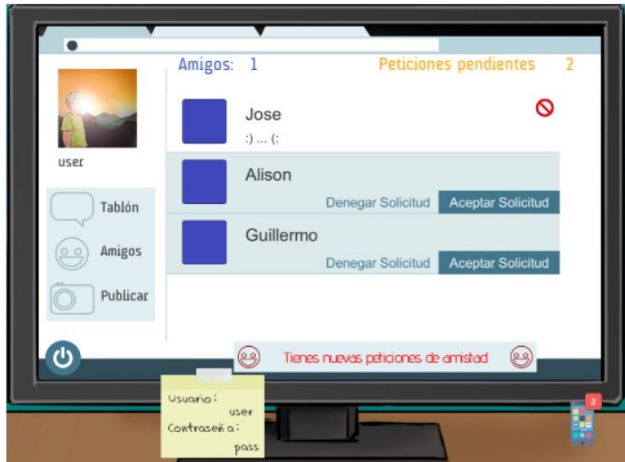 Amigos: 1
Peticiones pendientes 2
Jose
:) ... (:
user
Alison
Denegar Solicitud Aceptar Solicitud
Tablón
Guillermo
Amigos
Denegar Solicitud Aceptar Solicitud
Publicar
Tienes nuevas peticiones de amistad
Usuario:
user
Contraseña:
pass
2